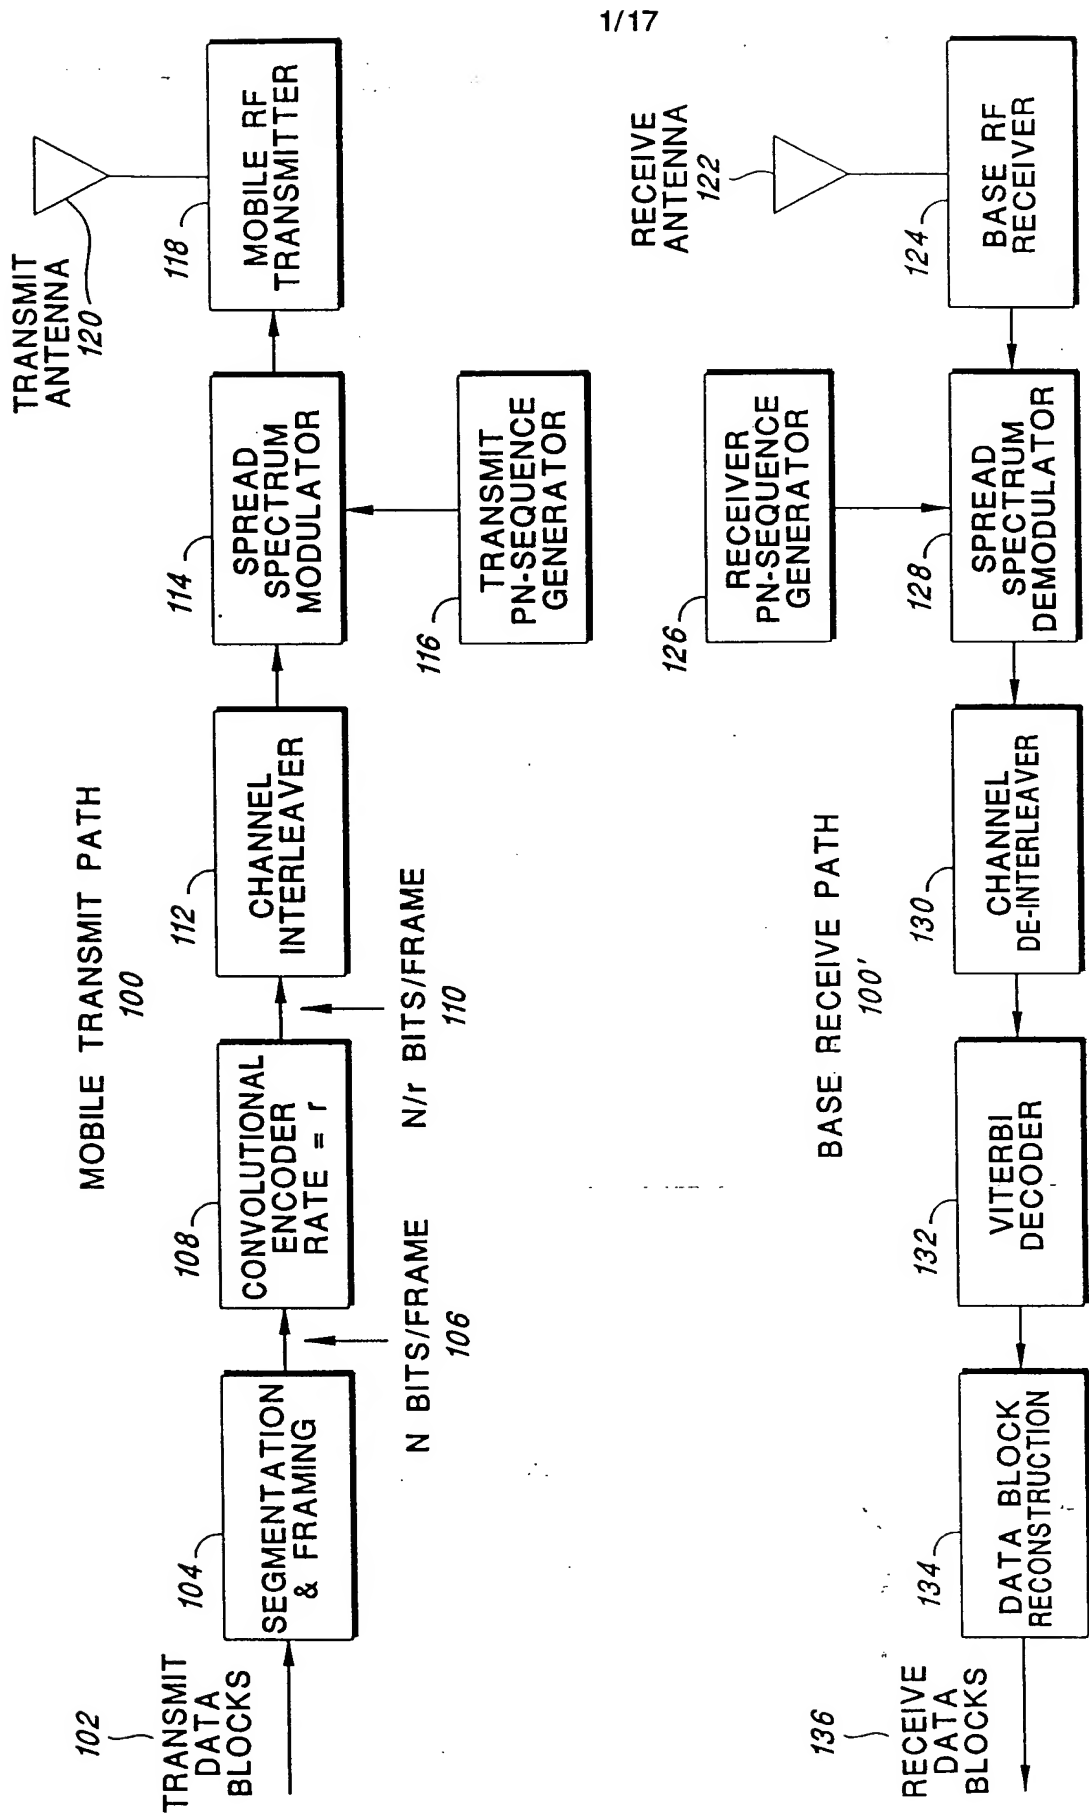 1/17
MOBILE TRANSMIT PATH
100
102
TRANSMIT
DATA
BLOCKS
104
SEGMENTATION
& FRAMING
N BITS/FRAME
106
108
CONVOLUTIONAL
ENCODER
RATE = r
N/r BITS/FRAME
110
112
CHANNEL
INTERLEAVER
114
SPREAD
SPECTRUM
MODULATOR
116
TRANSMIT
PN-SEQUENCE
GENERATOR
118
MOBILE RF
TRANSMITTER
TRANSMIT
ANTENNA
120
BASE RECEIVE PATH
100'
RECEIVE
ANTENNA
122
124
BASE RF
RECEIVER
126
RECEIVER
PN-SEQUENCE
GENERATOR
128
SPREAD
SPECTRUM
DEMODULATOR
130
CHANNEL
DE-INTERLEAVER
132
VITERBI
DECODER
134
DATA BLOCK
RECONSTRUCTION
136
RECEIVE
DATA
BLOCKS